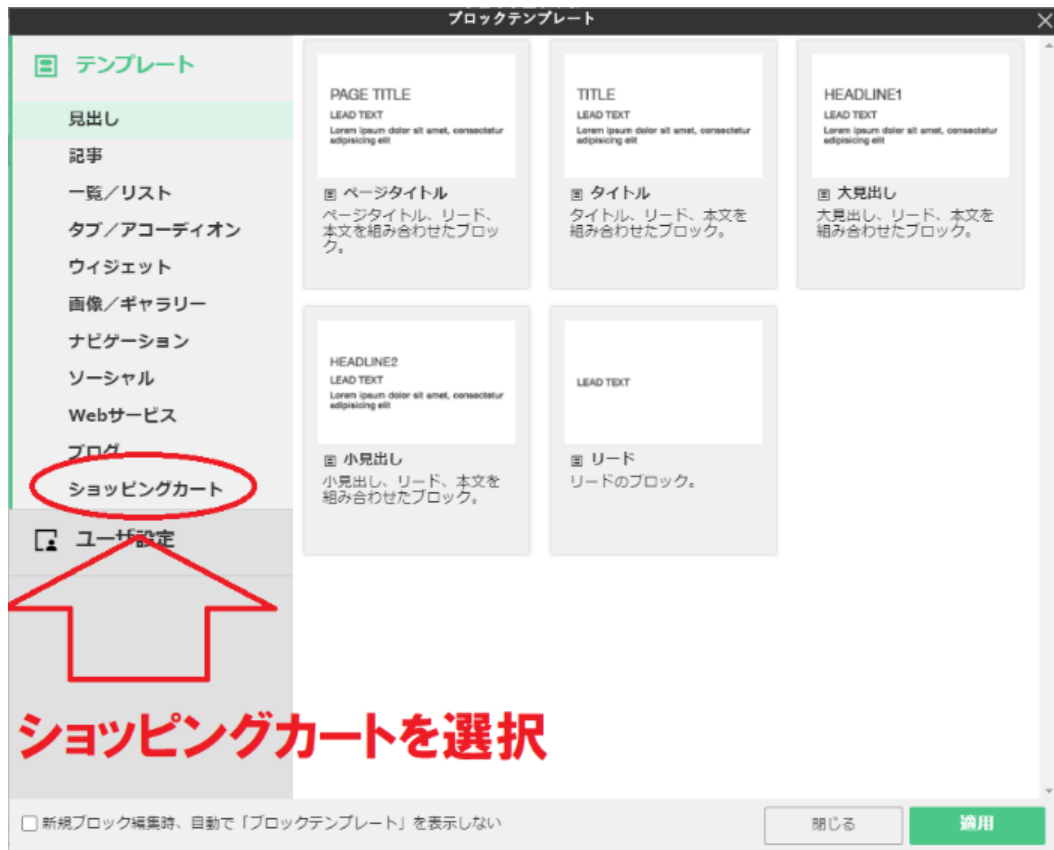 ブロックテンプレート
テンプレート
見出し
記事
一覧／リスト
タブ／アコーディオン
ウィジェット
画像／ギャラリー
ナビゲーション
ソーシャル
Webサービス
ブログ
ショッピングカート
ユーザ設定
PAGE TITLE
LEAD TEXT
Lorem ipsum dolor sit amet, consectetur
adipisicing elit
ページタイトル
ページタイトル、リード、
本文を組み合わせたブロッ
ク。
TITLE
LEAD TEXT
Lorem ipsum dolor sit amet, consectetur
adipisicing elit
タイトル
タイトル、リード、本文を
組み合わせたブロック。
HEADLINE1
LEAD TEXT
Lorem ipsum dolor sit amet, consectetur
adipisicing elit
大見出し
大見出し、リード、本文を
組み合わせたブロック。
HEADLINE2
LEAD TEXT
Lorem ipsum dolor sit amet, consectetur
adipisicing elit
小見出し
小見出し、リード、本文を
組み合わせたブロック。
LEAD TEXT
リード
リードのブロック。
ショッピングカートを選択
新規ブロック編集時、自動で「ブロックテンプレート」を表示しない
閉じる
適用